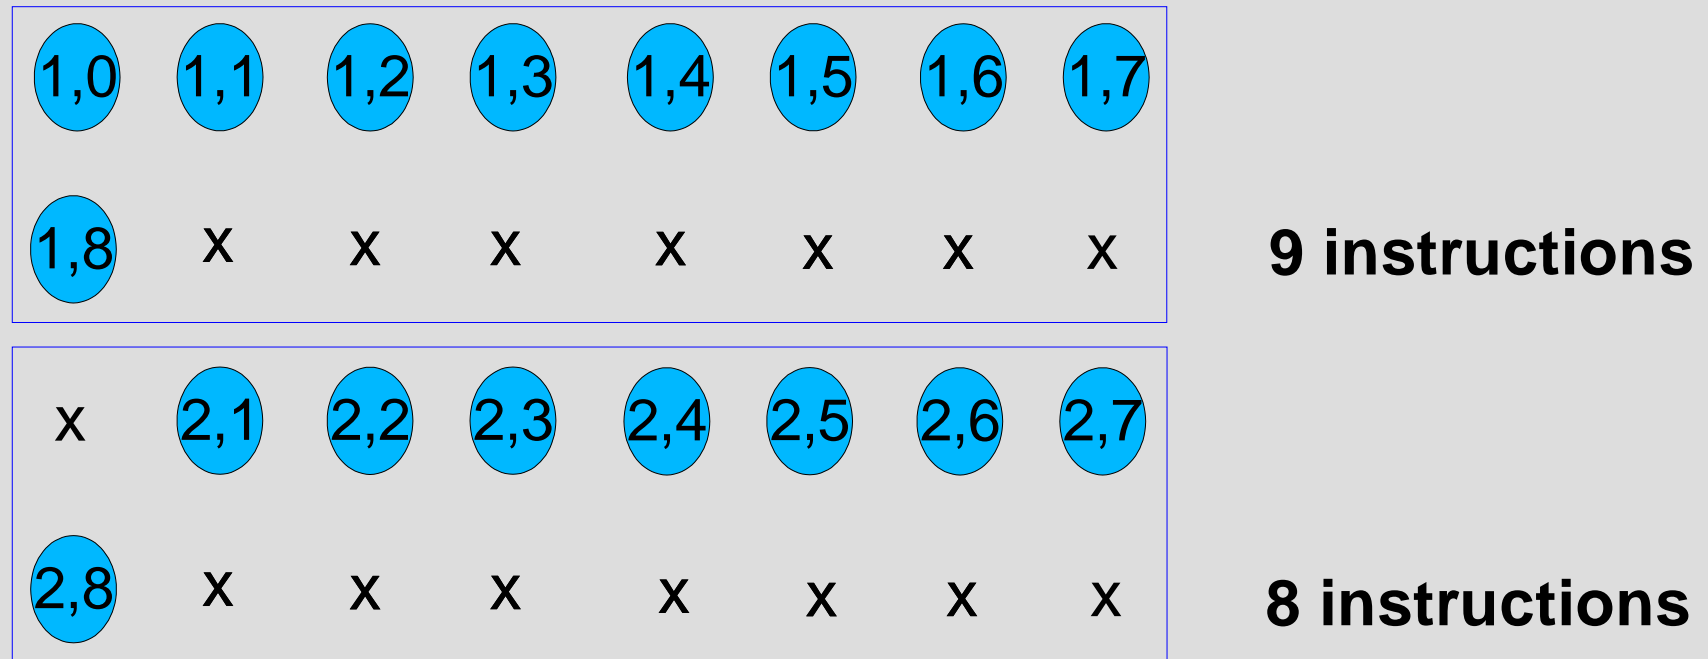 1,0 1,1 1,2 1,3 1,4 1,5 1,6 1,7
1,8 x x x x x x x 9 instructions
x 2,1 2,2 2,3 2,4 2,5 2,6 2,7
2,8 x x x x x x x 8 instructions